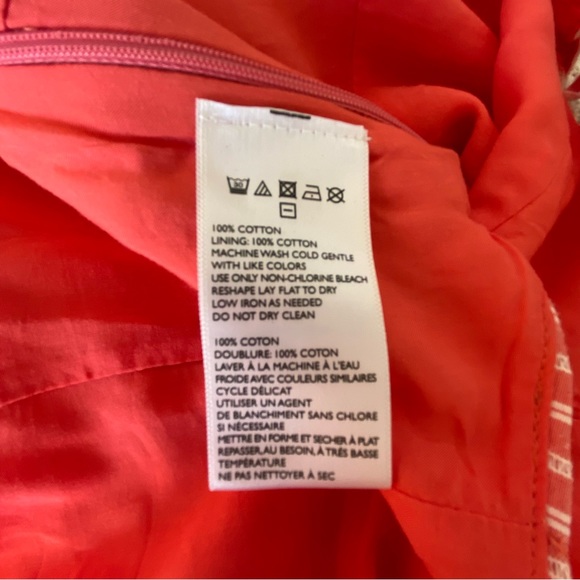 30
100% COTTON
LINING: 100% COTTON
MACHINE WASH COLD GENTLE
WITH LIKE COLORS
USE ONLY NON-CHLORINE BLEACH
RESHAPE LAY FLAT TO DRY
LOW IRON AS NEEDED
DO NOT DRY CLEAN
100% COTON
DOUBLURE: 100% COTON
LAVER À LA MACHINE À L'EAU
FROIDE AVEC COULEURS SIMILAIRES
CYCLE DÉLICAT
UTILISER UN AGENT
DE BLANCHIMENT SANS CHLORE
SI NÉCESSAIRE
METTRE EN FORME ET SÉCHER À PLAT
REPASSER, AU BESOIN, À TRÉS BASSE
TEMPÉRATURE
NE PAS NETTOYER À SEC